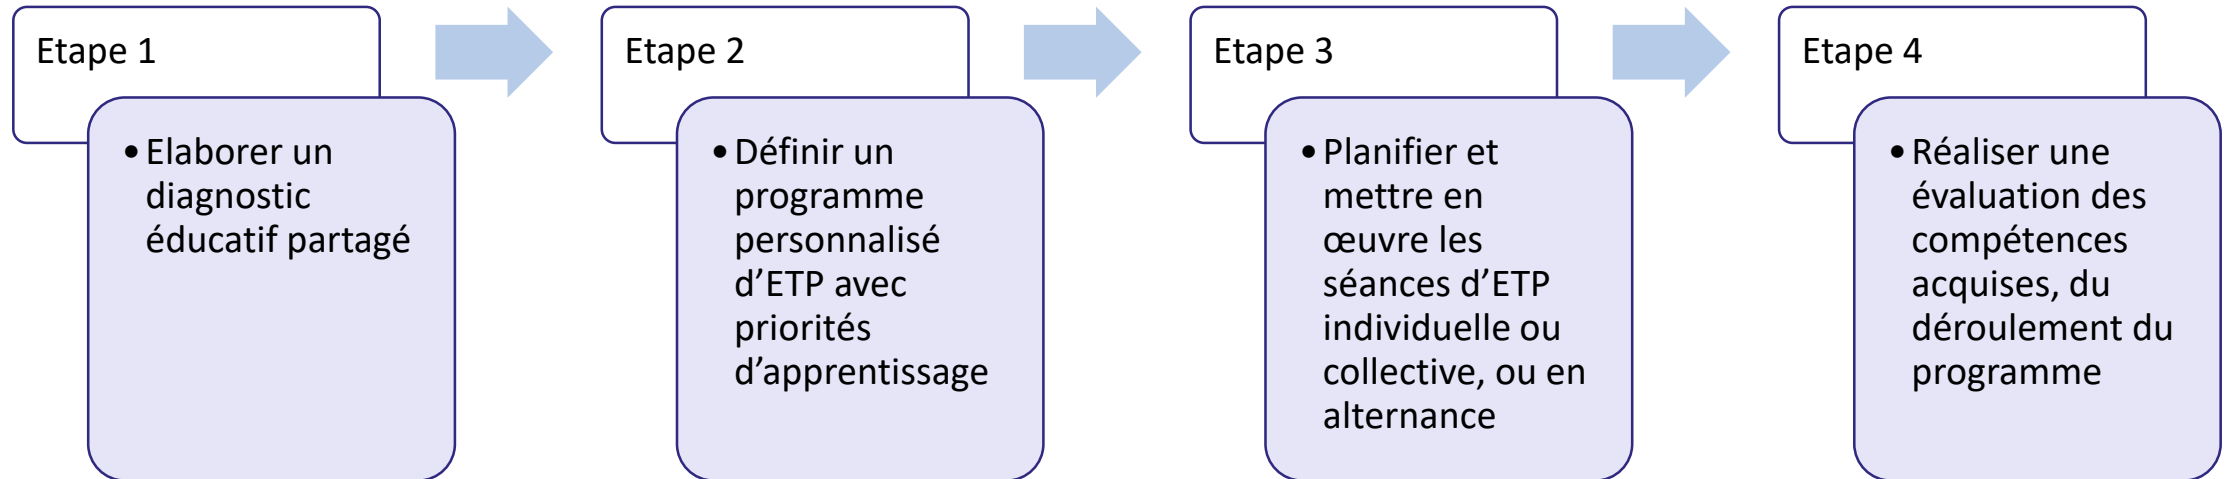 Etape 1
• Elaborer un
diagnostic
éducatif partagé
Etape 2
• Définir un
programme
personnalisé
d’ETP avec
priorités
d’apprentissage
Etape 3
• Planifier et
mettre en
œuvre les
séances d’ETP
individuelle ou
collective, ou en
alternance
Etape 4
• Réaliser une
évaluation des
compétences
acquises, du
déroulement du
programme